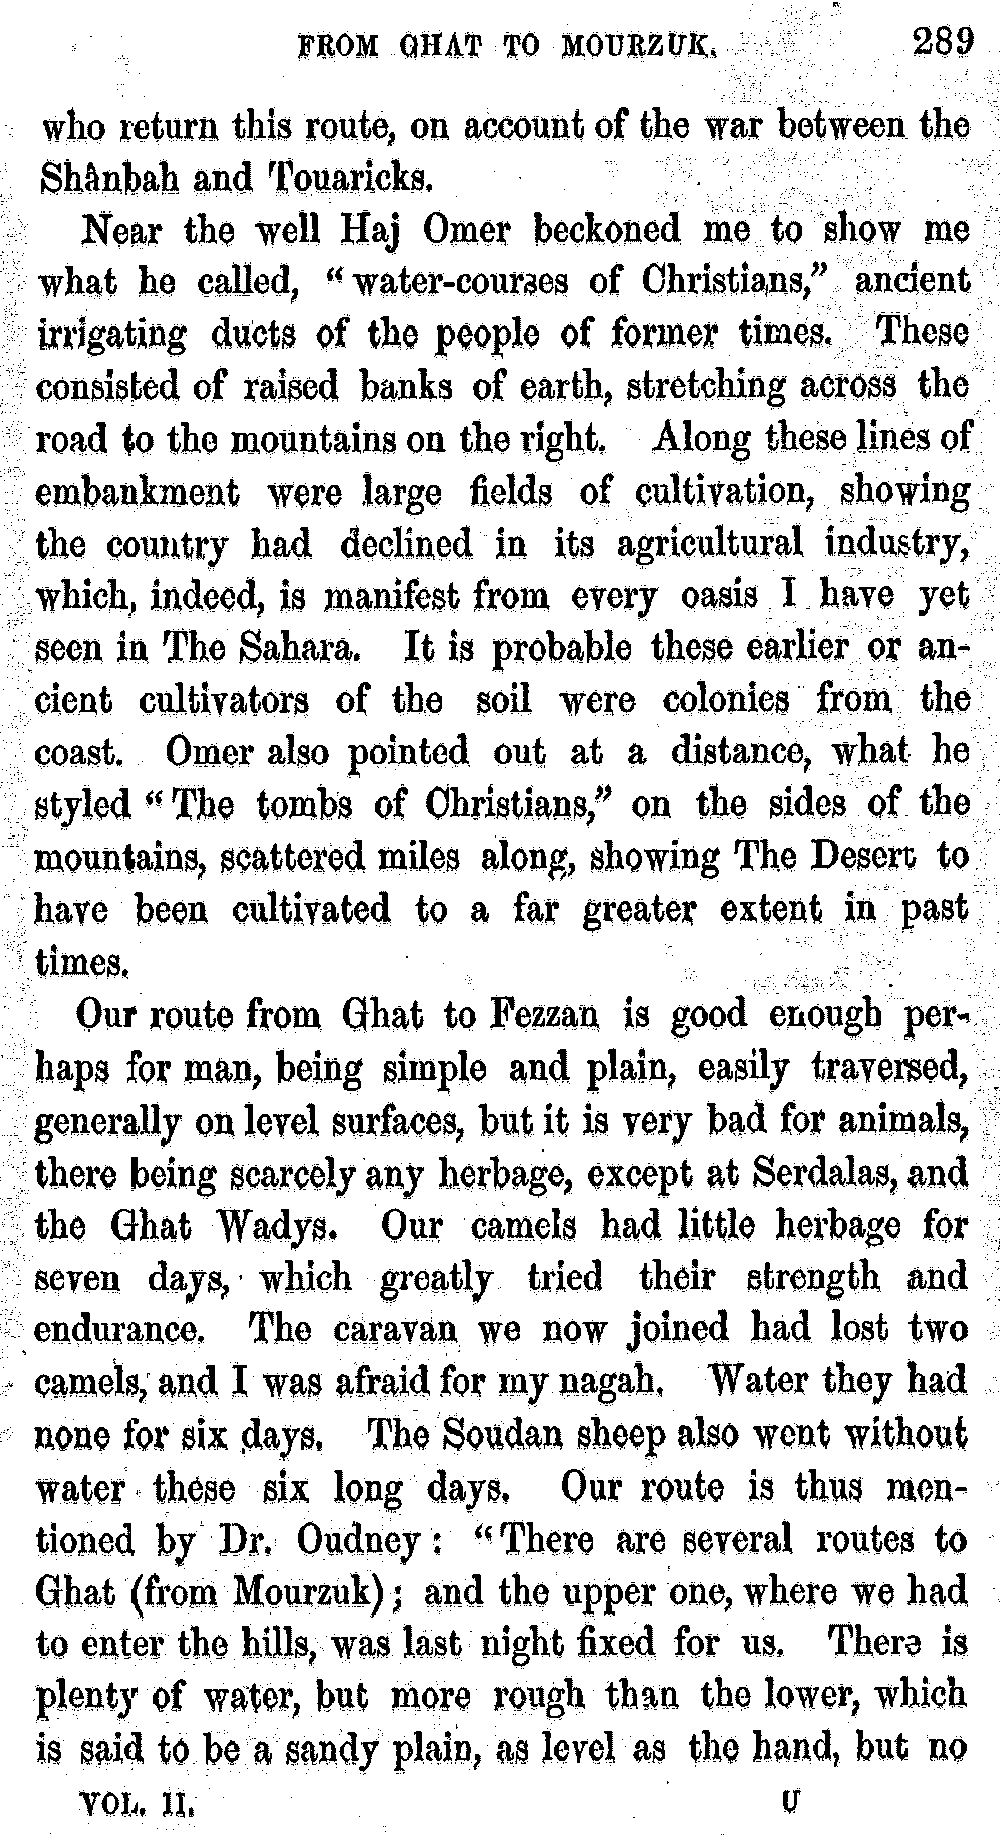 FROM GHAT TO MOURZUK. 289
who return this route, on account of the war between the
Shânbah and Touaricks.
Near the well Haj Omer beckoned me to show me
what he called, “water-courses of Christians,” ancient
irrigating ducts of the people of former times. These
consisted of raised banks of earth, stretching across the
road to the mountains on the right. Along these lines of
embankment were large fields of cultivation, showing
the country had declined in its agricultural industry,
which, indeed, is manifest from every oasis I have yet
seen in The Sahara. It is probable these earlier or an-
cient cultivators of the soil were colonies from the
coast. Omer also pointed out at a distance, what he
styled “The tombs of Christians,” on the sides of the
mountains, scattered miles along, showing The Desert to
have been cultivated to a far greater extent in past
times.
Our route from Ghat to Fezzan is good enough per-
haps for man, being simple and plain, easily traversed,
generally on level surfaces, but it is very bad for animals,
there being scarcely any herbage, except at Serdalas, and
the Ghat Wadys. Our camels had little herbage for
seven days, which greatly tried their strength and
endurance. The caravan we now joined had lost two
camels, and I was afraid for my nagah. Water they had
none for six days. The Soudan sheep also went without
water these six long days. Our route is thus men-
tioned by Dr. Oudney: “There are several routes to
Ghat (from Mourzuk); and the upper one, where we had
to enter the hills, was last night fixed for us. There is
plenty of water, but more rough than the lower, which
is said to be a sandy plain, as level as the hand, but no
VOL. II. U